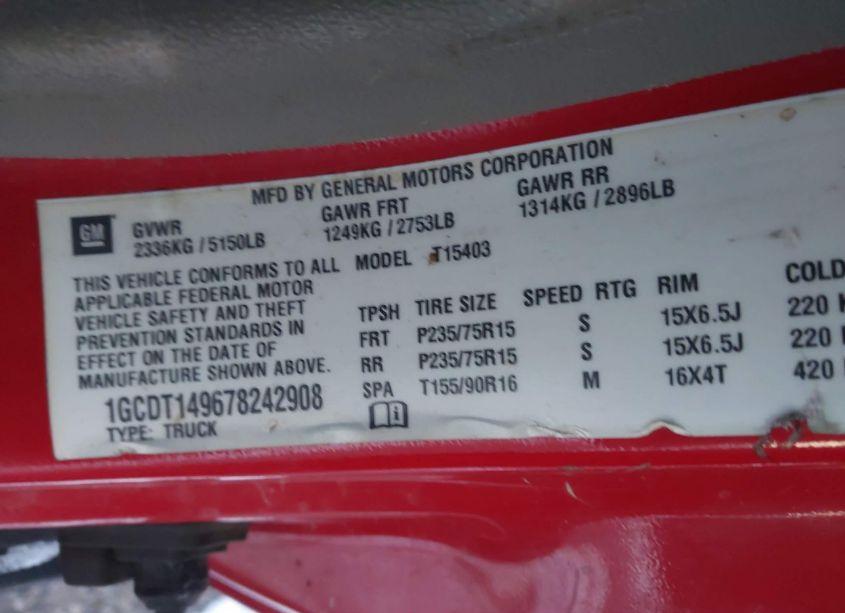 MFD BY GENERAL MOTORS CORPORATION
GM
GVWR GAWR FRT GAWR RR
2336KG / 5150LB 1249KG / 2753LB 1314KG / 2896LB
THIS VEHICLE CONFORMS TO ALL
APPLICABLE FEDERAL MOTOR
VEHICLE SAFETY AND THEFT
PREVENTION STANDARDS IN
EFFECT ON THE DATE OF
MANUFACTURE SHOWN ABOVE.
1GCDT149678242908
TYPE: TRUCK
MODEL T15403
TPSH TIRE SIZE SPEED RTG RIM COLD
FRT P235/75R15 S 15X6.5J 220
RR P235/75R15 S 15X6.5J 220
SPA T155/90R16 M 16X4T 420
i